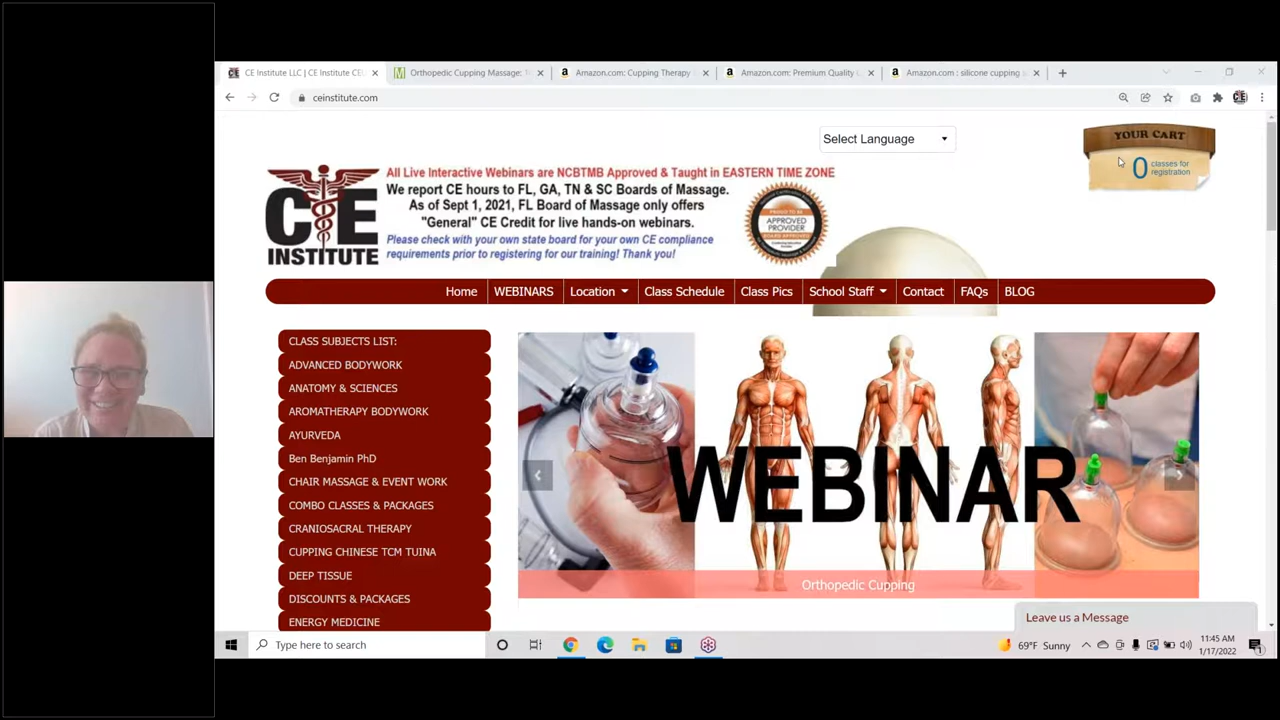 CE Institute LLC | CE Institute CE
Orthopedic Cupping Massage:
Amazon.com: Cupping Therapy
Amazon.com: Premium Quality
Amazon.com : silicone cupping
ceinstitute.com
Select Language
YOUR CART
0 classes for registration
All Live Interactive Webinars are NCBTMB Approved & Taught in EASTERN TIME ZONE
We report CE hours to FL, GA, TN & SC Boards of Massage.
As of Sept 1, 2021, FL Board of Massage only offers
"General" CE Credit for live hands-on webinars.
Please check with your own state board for your own CE compliance
requirements prior to registering for our training! Thank you!
CE
INSTITUTE
APPROVED
PROVIDER
Home WEBINARS Location Class Schedule Class Pics School Staff Contact FAQs BLOG
CLASS SUBJECTS LIST:
ADVANCED BODYWORK
ANATOMY & SCIENCES
AROMATHERAPY BODYWORK
AYURVEDA
Ben Benjamin PhD
CHAIR MASSAGE & EVENT WORK
COMBO CLASSES & PACKAGES
CRANIOSACRAL THERAPY
CUPPING CHINESE TCM TUINA
DEEP TISSUE
DISCOUNTS & PACKAGES
ENERGY MEDICINE
WEBINAR
Orthopedic Cupping
Leave us a Message
Type here to search
69°F Sunny
11:45 AM
1/17/2022